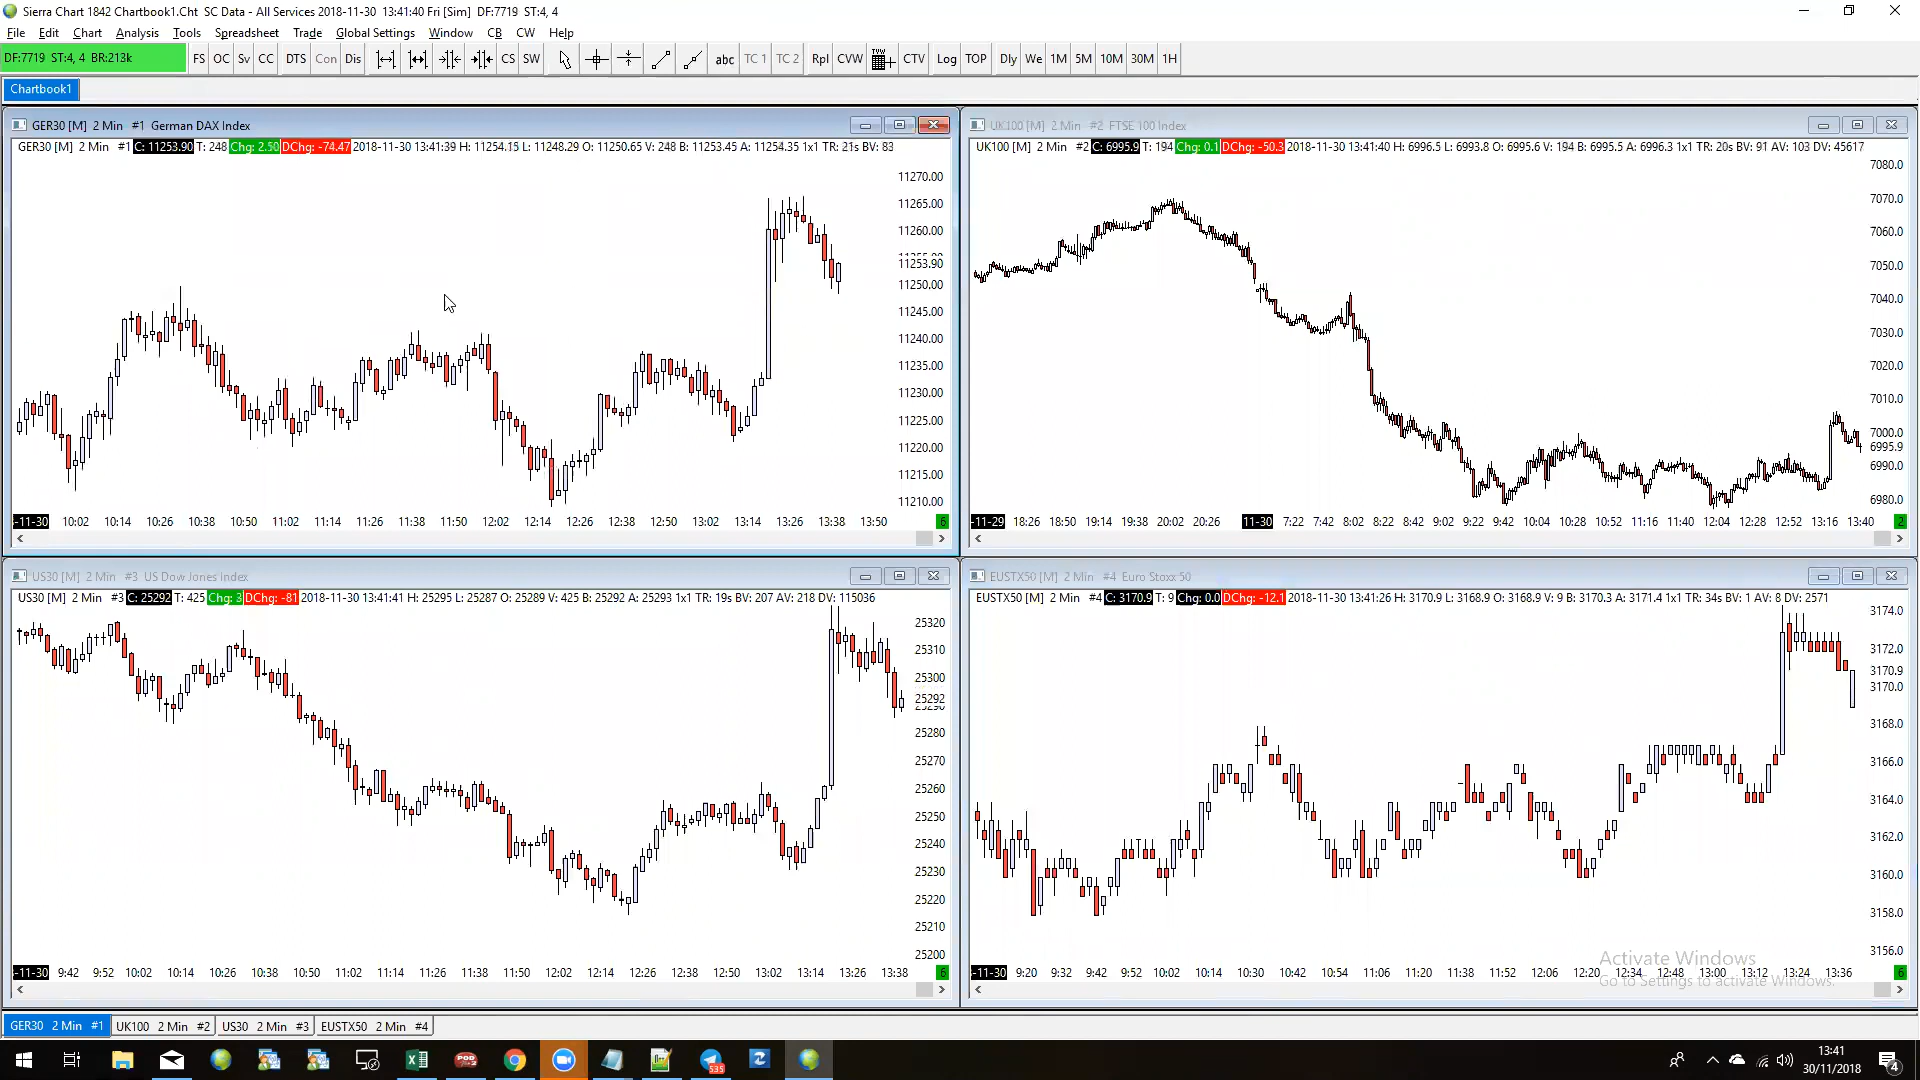 Sierra Chart 1842 Chartbook1.Cht SC Data - All Services 2018-11-30 13:41:40 Fri [Sim] DF:7719 ST:4, 4
File Edit Chart Analysis Tools Spreadsheet Trade Global Settings Window CB CW Help
DF:7719 ST:4, 4 BR:213k FS OC Sv CC DTS Con Dis CS SW abc TC 1 TC 2 Rpl CVW CTV Log TOP Dly We 1M 5M 10M 30M 1H
Chartbook1
GER30 [M] 2 Min #1 German DAX Index
GER30 [M] 2 Min #1 C: 11253.90 T: 248 Chg: 2.50 DChg: -74.47 2018-11-30 13:41:39 H: 11254.15 L: 11248.29 O: 11250.65 V: 248 B: 11253.45 A: 11254.35 1x1 TR: 21s BV: 83
11270.00
11265.00
11260.00
11253.90
11250.00
11245.00
11240.00
11235.00
11230.00
11225.00
11220.00
11215.00
11210.00
-11-30 10:02 10:14 10:26 10:38 10:50 11:02 11:14 11:26 11:38 11:50 12:02 12:14 12:26 12:38 12:50 13:02 13:14 13:26 13:38 13:50 6
UK100 [M] 2 Min #2 FTSE 100 Index
UK100 [M] 2 Min #2 C: 6995.9 T: 194 Chg: 0.1 DChg: -50.3 2018-11-30 13:41:40 H: 6996.5 L: 6993.8 O: 6995.6 V: 194 B: 6995.5 A: 6996.3 1x1 TR: 20s BV: 91 AV: 103 DV: 45617
7080.0
7070.0
7060.0
7050.0
7040.0
7030.0
7020.0
7010.0
7000.0
6995.9
6990.0
6980.0
-11-29 18:26 18:50 19:14 19:38 20:02 20:26 11-30 7:22 7:42 8:02 8:22 8:42 9:02 9:22 9:42 10:04 10:28 10:52 11:16 11:40 12:04 12:28 12:52 13:16 13:40 2
US30 [M] 2 Min #3 US Dow Jones Index
US30 [M] 2 Min #3 C: 25292 T: 425 Chg: 3 DChg: -81 2018-11-30 13:41:41 H: 25295 L: 25287 O: 25289 V: 425 B: 25292 A: 25293 1x1 TR: 19s BV: 207 AV: 218 DV: 115036
25320
25310
25300
25292
25280
25270
25260
25250
25240
25230
25220
25210
25200
-11-30 9:42 9:52 10:02 10:14 10:26 10:38 10:50 11:02 11:14 11:26 11:38 11:50 12:02 12:14 12:26 12:38 12:50 13:02 13:14 13:26 13:38 6
EUSTX50 [M] 2 Min #4 Euro Stoxx 50
EUSTX50 [M] 2 Min #4 C: 3170.9 T: 9 Chg: 0.0 DChg: -12.1 2018-11-30 13:41:26 H: 3170.9 L: 3168.9 O: 3168.9 V: 9 B: 3170.3 A: 3171.4 1x1 TR: 34s BV: 1 AV: 8 DV: 2571
3174.0
3172.0
3170.9
3170.0
3168.0
3166.0
3164.0
3162.0
3160.0
3158.0
3156.0
Activate Windows
Go to Settings to activate Windows.
-11-30 9:20 9:32 9:42 9:52 10:02 10:14 10:30 10:42 10:54 11:06 11:20 11:38 11:52 12:06 12:20 12:34 12:48 13:00 13:12 13:24 13:36 6
GER30 2 Min #1 UK100 2 Min #2 US30 2 Min #3 EUSTX50 2 Min #4
535
13:41
30/11/2018
4